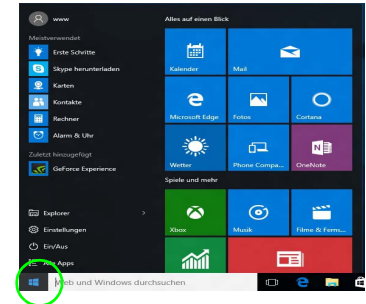 www
Meistverwendet
Erste Schritte
Skype herunterladen
Karten
Kontakte
Rechner
Alarm & Uhr
Zuletzt hinzugefügt
GeForce Experience
Explorer
Einstellungen
Ein/Aus
Alle Apps
Web und Windows durchsuchen
Alles auf einen Blick
Kalender
Mail
Microsoft Edge
Fotos
Cortana
Wetter
Phone Compa...
OneNote
Spiele und mehr
Xbox
Musik
Filme & Ferns...